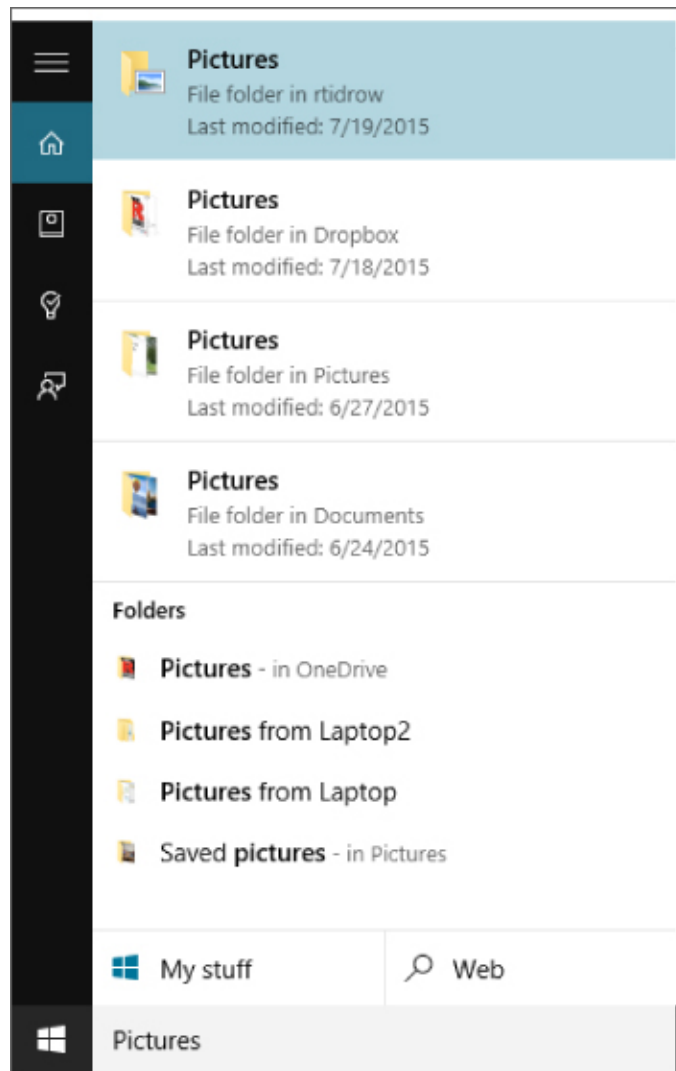 Pictures
File folder in rtidrow
Last modified: 7/19/2015
Pictures
File folder in Dropbox
Last modified: 7/18/2015
Pictures
File folder in Pictures
Last modified: 6/27/2015
Pictures
File folder in Documents
Last modified: 6/24/2015
Folders
Pictures - in OneDrive
Pictures from Laptop2
Pictures from Laptop
Saved pictures - in Pictures
My stuff
Web
Pictures